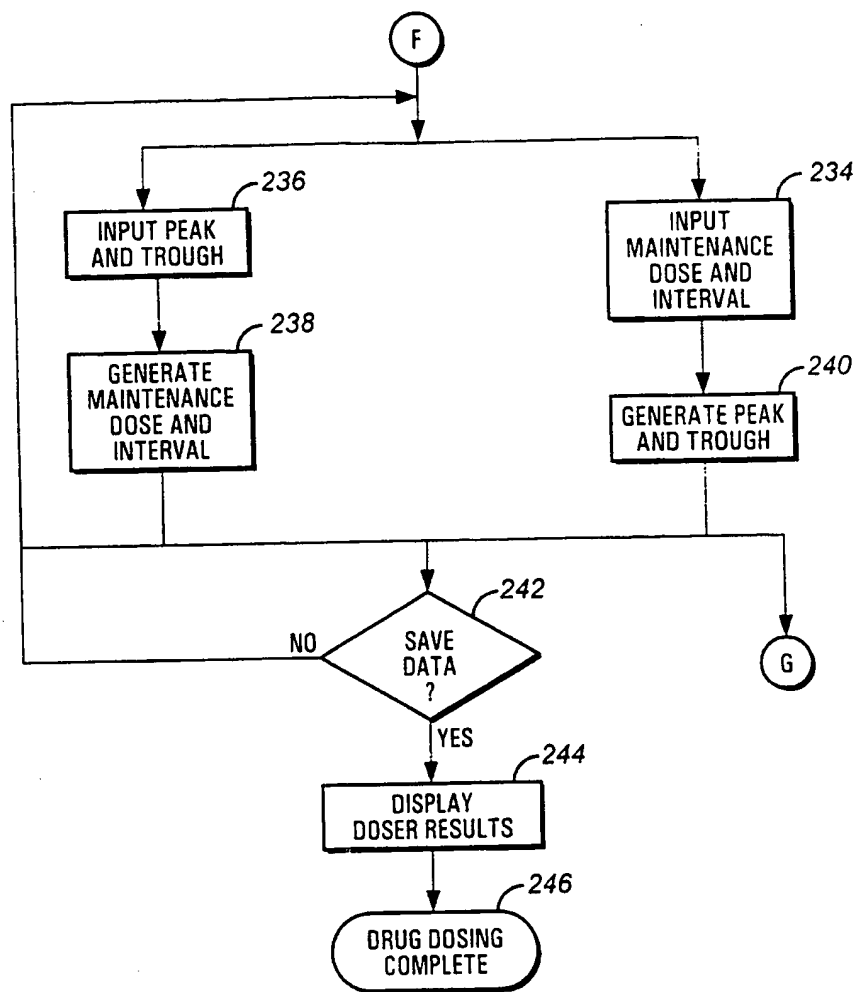 F
236
INPUT PEAK
AND TROUGH
234
INPUT
MAINTENANCE
DOSE AND
INTERVAL
238
GENERATE
MAINTENANCE
DOSE AND
INTERVAL
240
GENERATE PEAK
AND TROUGH
242
NO
SAVE
DATA
?
G
YES
244
DISPLAY
DOSER RESULTS
246
DRUG DOSING
COMPLETE